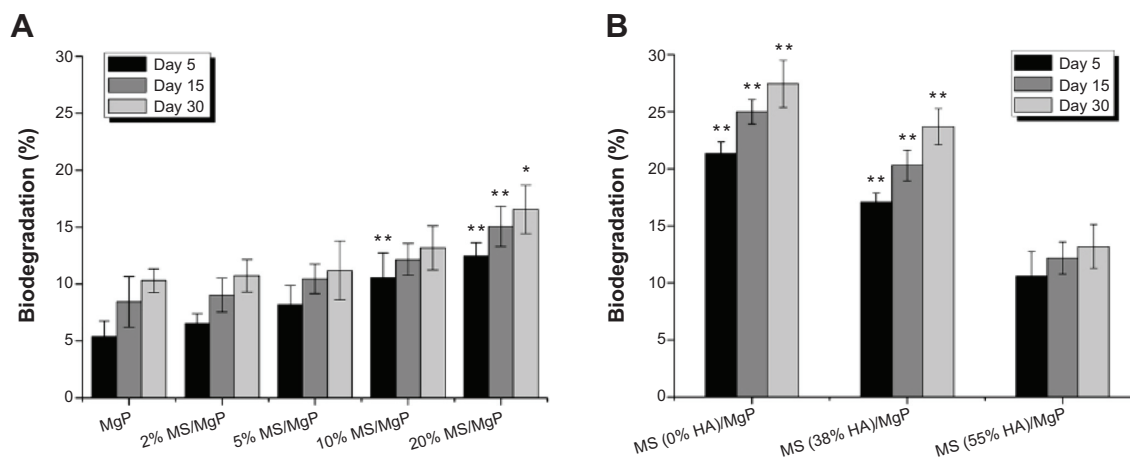 A
Biodegradation (%)
30
25
20
15
10
5
0
Day 5
Day 15
Day 30
**
**
**
*
MgP
2% MS/MgP
5% MS/MgP
10% MS/MgP
20% MS/MgP
B
Biodegradation (%)
30
25
20
15
10
5
0
Day 5
Day 15
Day 30
**
**
**
**
**
**
MS (0% HA)/MgP
MS (38% HA)/MgP
MS (55% HA)/MgP